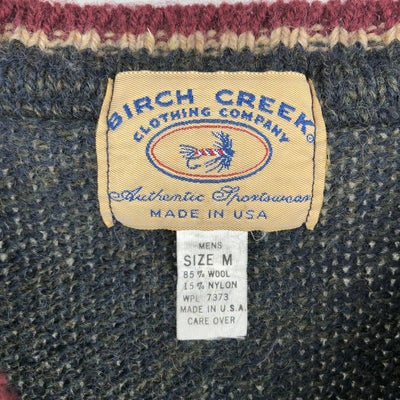 BIRCH CREEK®
CLOTHING COMPANY
Authentic Sportswear
MADE IN USA
MENS
SIZE M
85% WOOL
15% NYLON
WPL 7373
MADE IN U.S.A.
CARE OVER